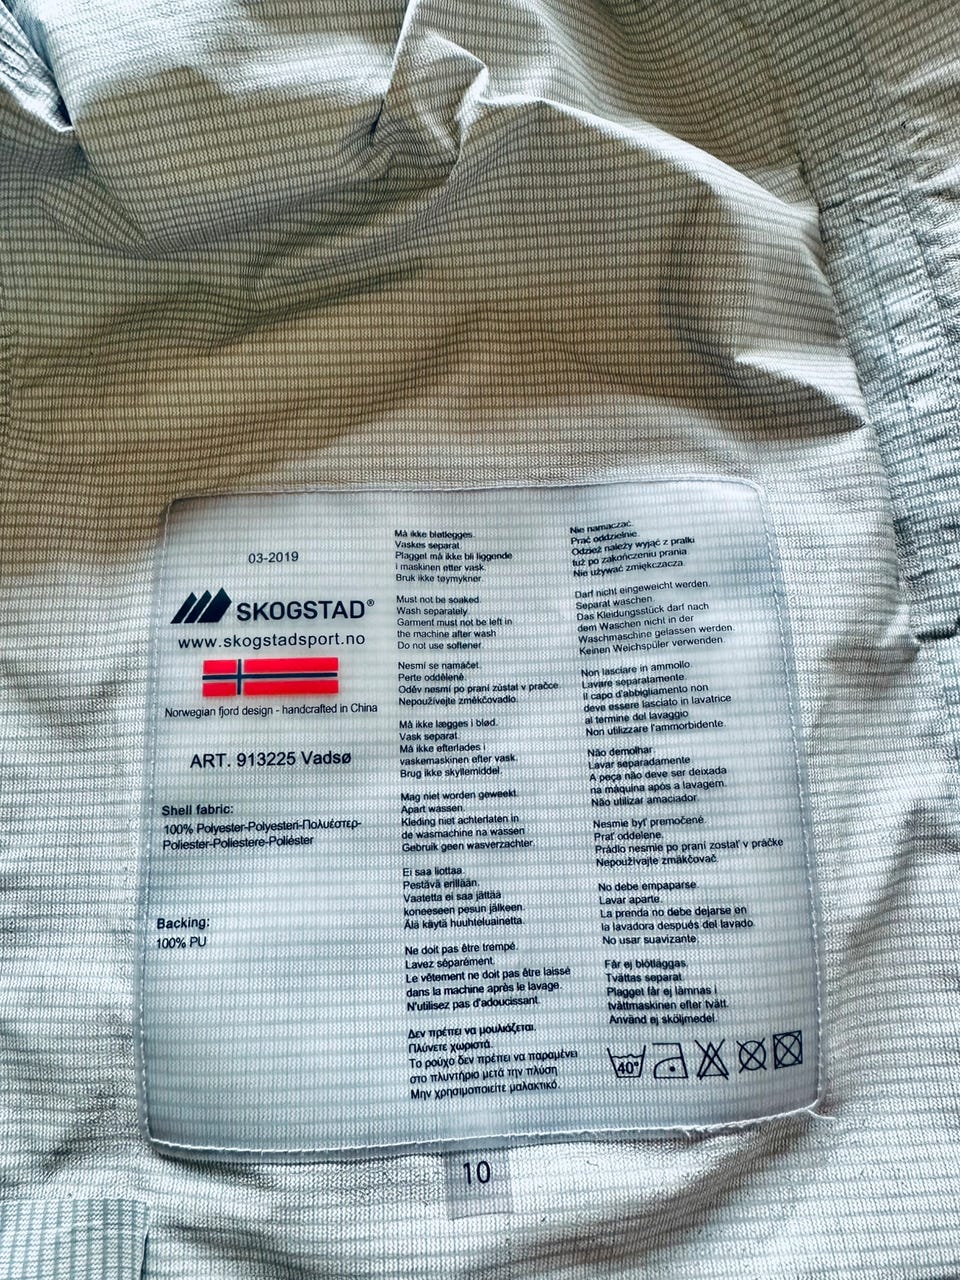 03-2019
SKOGSTAD®
www.skogstadsport.no
Norwegian fjord design - handcrafted in China
ART. 913225 Vadsø
Shell fabric:
100% Polyester-Polyesteri-Πολυέστερ-
Poliester-Poliestere-Poliéster
Backing:
100% PU
Må ikke bløtlegges.
Vaskes separat.
Plagget må ikke bli liggende
i maskinen etter vask.
Bruk ikke tøymykner.
Must not be soaked.
Wash separately.
Garment must not be left in
the machine after wash
Do not use softener.
Nesmí se namáčet.
Perte odděleně.
Oděv nesmí po praní zůstat v pračce.
Nepoužívejte změkčovadlo.
Må ikke lægges i blød.
Vask separat.
Må ikke efterlades i
vaskemaskinen efter vask.
Brug ikke skyllemiddel.
Mag niet worden geweekt.
Apart wassen.
Kleding niet achterlaten in
de wasmachine na wassen
Gebruik geen wasverzachter.
Ei saa liottaa.
Pestävä erillään.
Vaatetta ei saa jättää
koneeseen pesun jälkeen.
Älä käytä huuhteluainetta.
Ne doit pas être trempé.
Lavez séparément.
Le vêtement ne doit pas être laissé
dans la machine après le lavage.
N'utilisez pas d'adoucissant.
Δεν πρέπει να μουλιάζεται.
Πλύνετε χωριστά.
Το ρούχο δεν πρέπει να παραμένει
στο πλυντήριο μετά την πλύση
Μην χρησιμοποιείτε μαλακτικό.
Nie namaczać.
Prać oddzielnie.
Odzież należy wyjąć z pralki
tuż po zakończeniu prania
Nie używać zmiękczacza.
Darf nicht eingeweicht werden.
Separat waschen.
Das Kleidungsstück darf nach
dem Waschen nicht in der
Waschmaschine gelassen werden.
Keinen Weichspüler verwenden.
Non lasciare in ammollo.
Lavare separatamente.
Il capo d'abbigliamento non
deve essere lasciato in lavatrice
al termine del lavaggio
Non utilizzare l'ammorbidente.
Não demolhar.
Lavar separadamente
A peça não deve ser deixada
na máquina após a lavagem.
Não utilizar amaciador.
Nesmie byť premočené.
Prať oddelene.
Prádlo nesmie po praní zostať v práčke
Nepoužívajte zmäkčovač.
No debe empaparse.
Lavar aparte.
La prenda no debe dejarse en
la lavadora después del lavado.
No usar suavizante.
Får ej blötläggas.
Tvättas separat.
Plagget får ej lämnas i
tvättmaskinen efter tvätt.
Använd ej sköljmedel.
40°
10